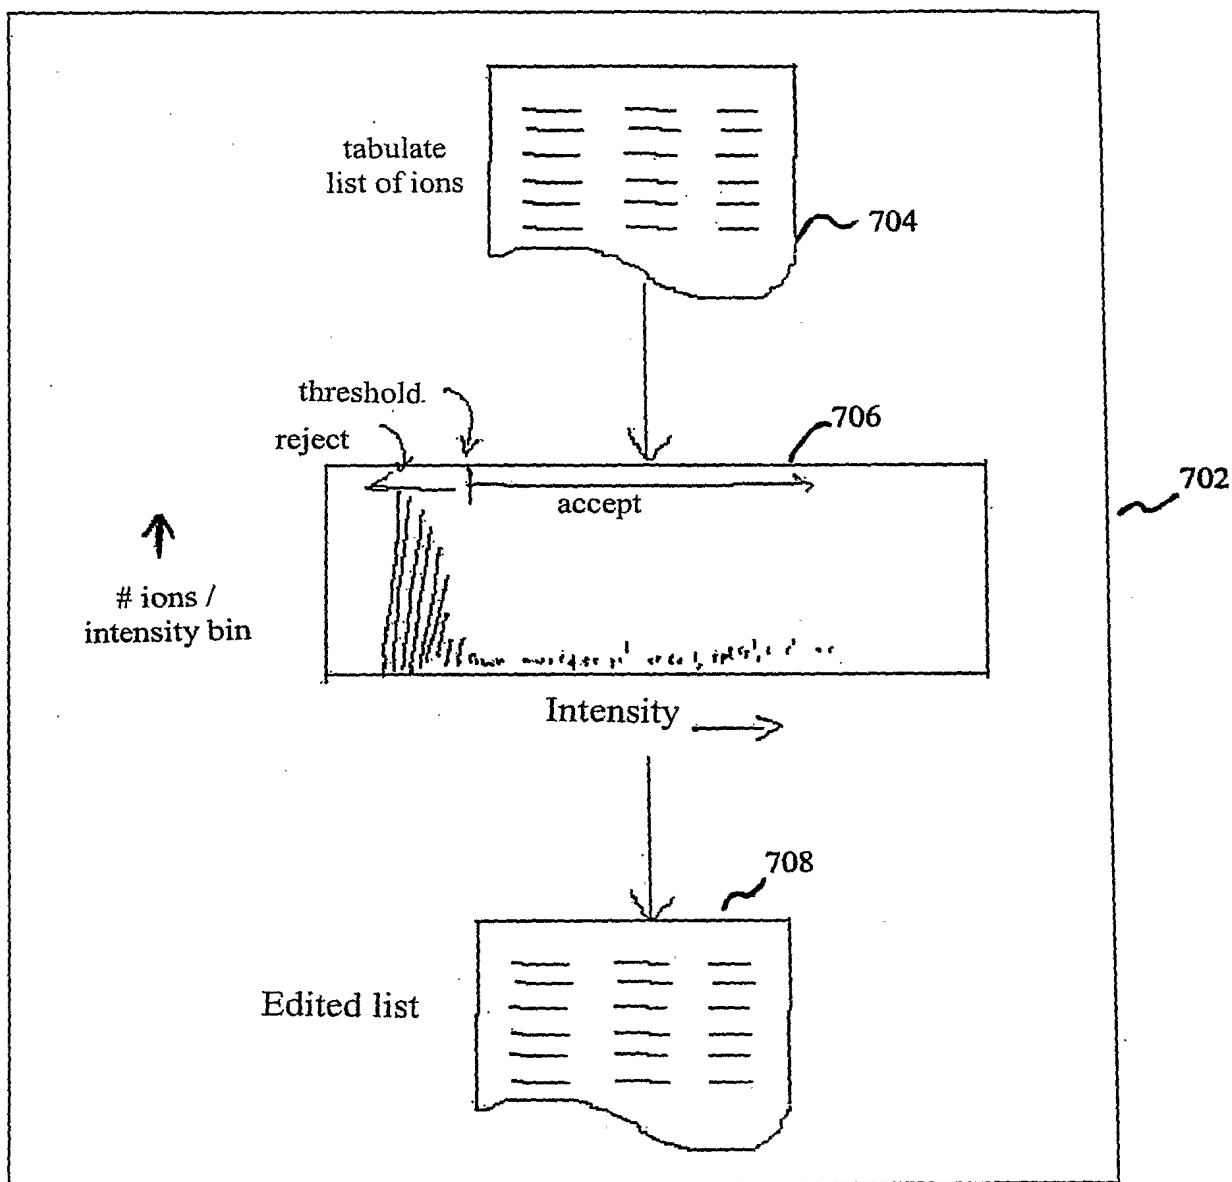 tabulate
list of ions
704
threshold.
reject
706
accept
702
# ions /
intensity bin
Intensity
708
Edited list